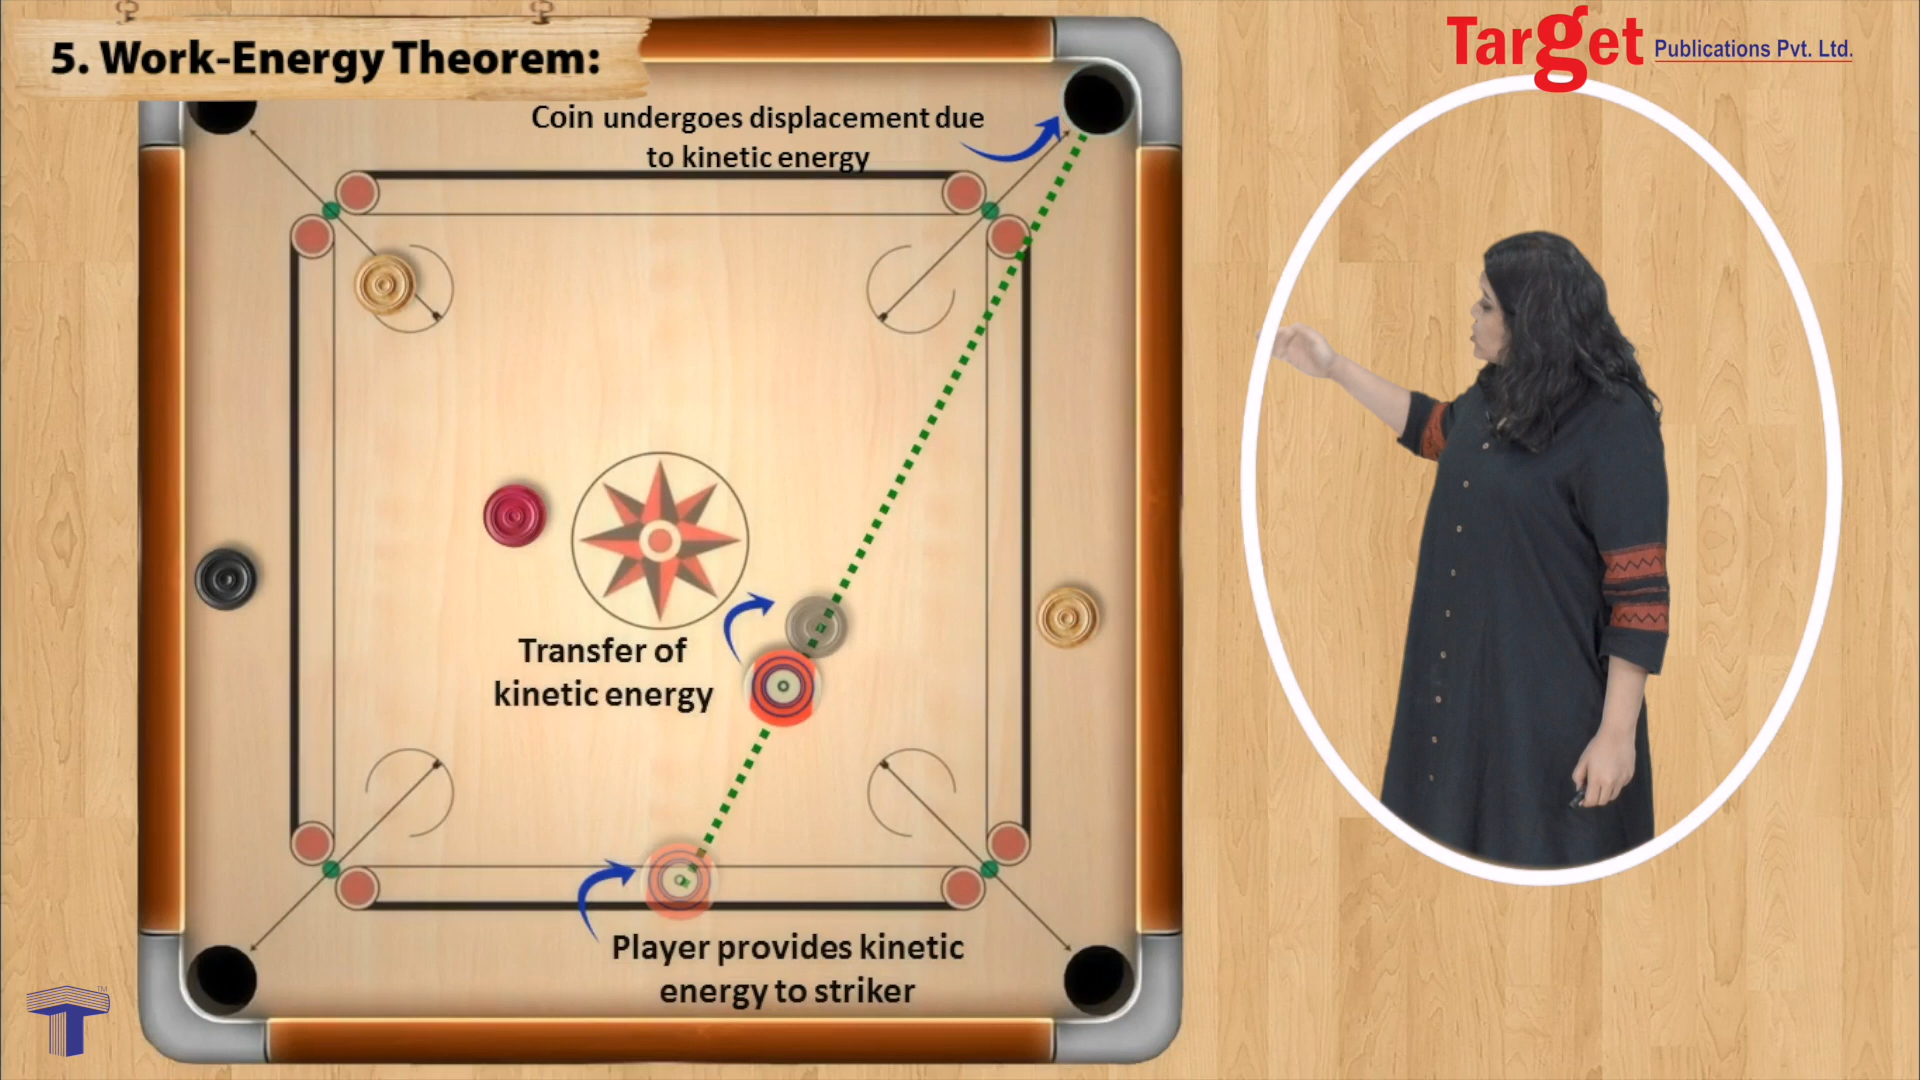 5. Work-Energy Theorem:
Target Publications Pvt. Ltd.
Coin undergoes displacement due
to kinetic energy
Transfer of
kinetic energy
Player provides kinetic
energy to striker
TM